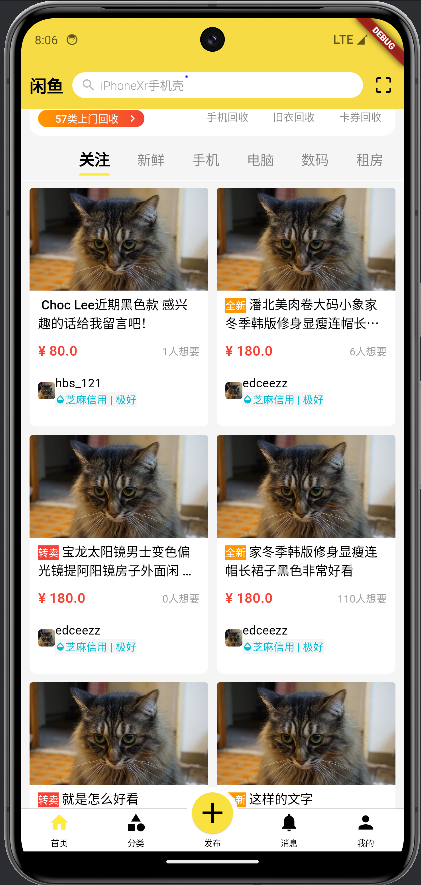 8:06
LTE
DEBUG
闲鱼
iPhoneXr手机壳
57类上门回收
手机回收 旧衣回收 卡券回收
关注 新鲜 手机 电脑 数码 租房
Choc Lee近期黑色款 感兴
趣的话给我留言吧！
¥ 80.0 1人想要
hbs_121
芝麻信用 | 极好
全新 潘北美肉卷大码小象家
冬季韩版修身显瘦连帽长…
¥ 180.0 6人想要
edceezz
芝麻信用 | 极好
转卖 宝龙太阳镜男士变色偏
光镜提阿阳镜房子外面闲 ...
¥ 180.0 0人想要
edceezz
芝麻信用 | 极好
全新 家冬季韩版修身显瘦连
帽长裙子黑色非常好看
¥ 180.0 110人想要
edceezz
芝麻信用 | 极好
转卖 就是怎么好看
新 这样的文字
首页 分类 发布 消息 我的